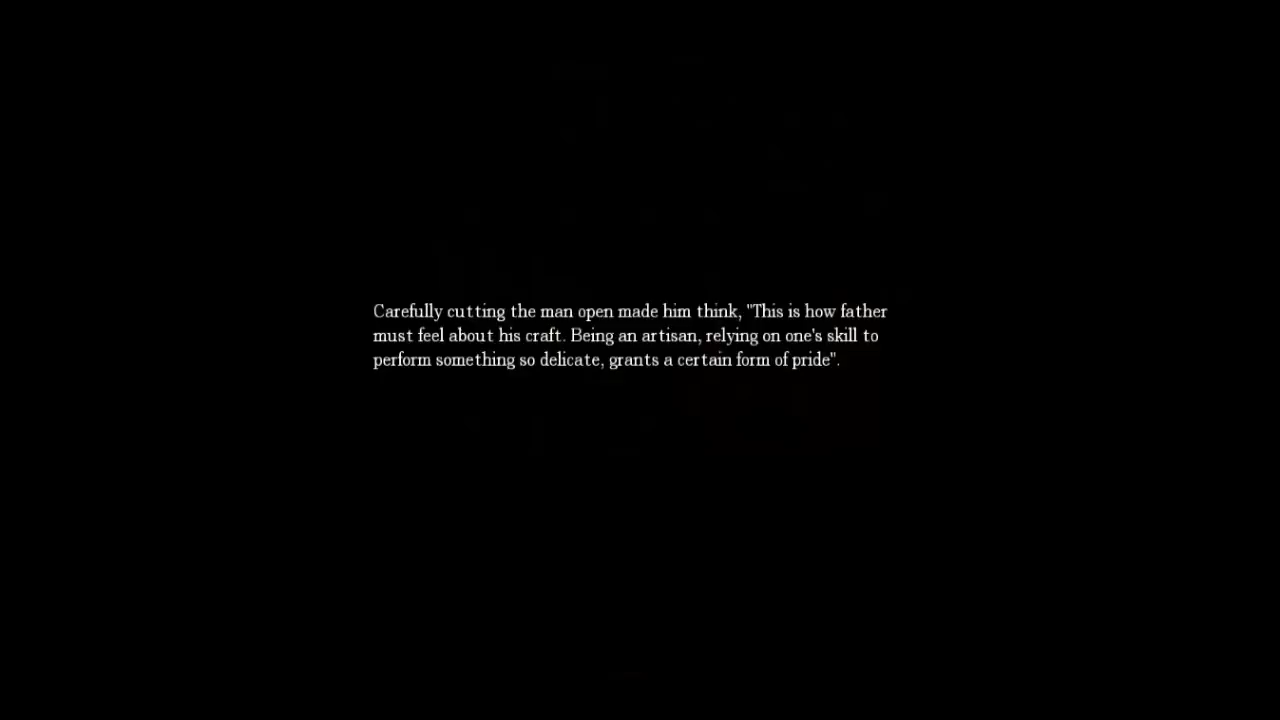 Carefully cutting the man open made him think, "This is how father
must feel about his craft. Being an artisan, relying on one's skill to
perform something so delicate, grants a certain form of pride".